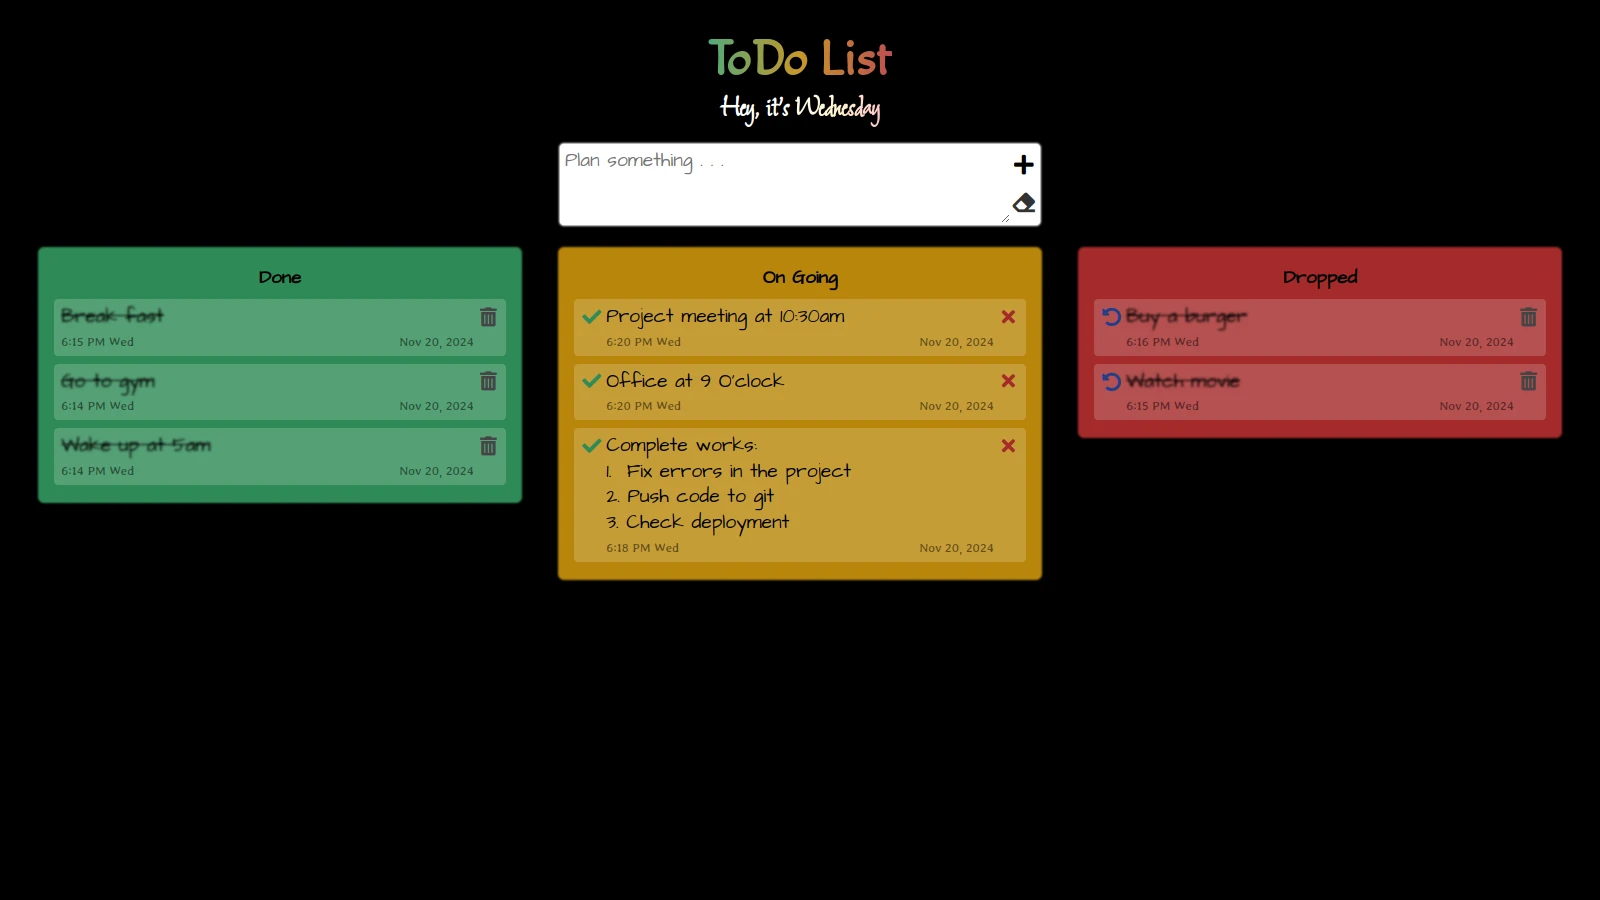 ToDo List
Hey, it's Wednesday
Plan something . . .
Done
Break fast
6:15 PM Wed Nov 20, 2024
Go to gym
6:14 PM Wed Nov 20, 2024
Wake up at 5am
6:14 PM Wed Nov 20, 2024
On Going
Project meeting at 10:30am
6:20 PM Wed Nov 20, 2024
Office at 9 O'clock
6:20 PM Wed Nov 20, 2024
Complete works:
1. Fix errors in the project
2. Push code to git
3. Check deployment
6:18 PM Wed Nov 20, 2024
Dropped
Buy a burger
6:16 PM Wed Nov 20, 2024
Watch movie
6:15 PM Wed Nov 20, 2024